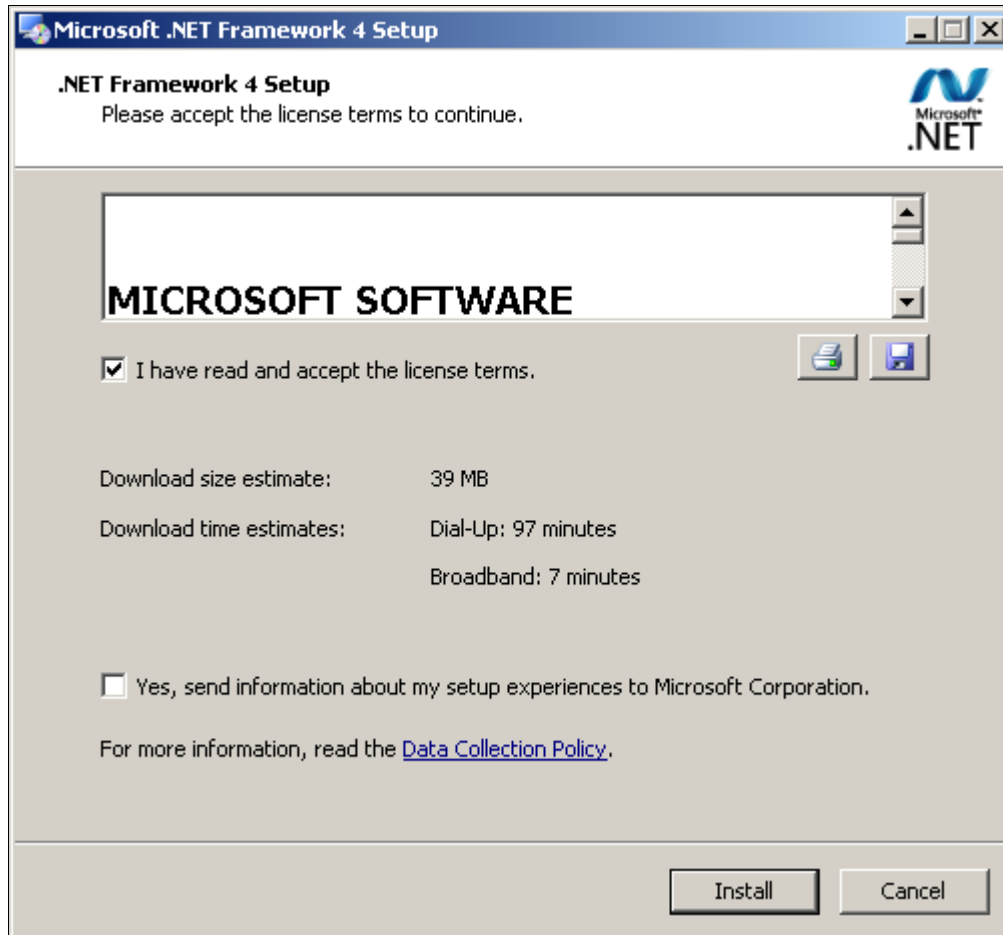 Microsoft .NET Framework 4 Setup
.NET Framework 4 Setup
Please accept the license terms to continue.
Microsoft®
.NET
MICROSOFT SOFTWARE
I have read and accept the license terms.
Download size estimate: 39 MB
Download time estimates: Dial-Up: 97 minutes
Broadband: 7 minutes
Yes, send information about my setup experiences to Microsoft Corporation.
For more information, read the Data Collection Policy.
Install Cancel